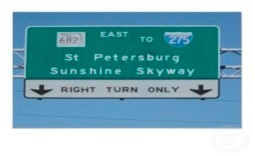 682 EAST TO 275
St Petersburg
Sunshine Skyway
RIGHT TURN ONLY